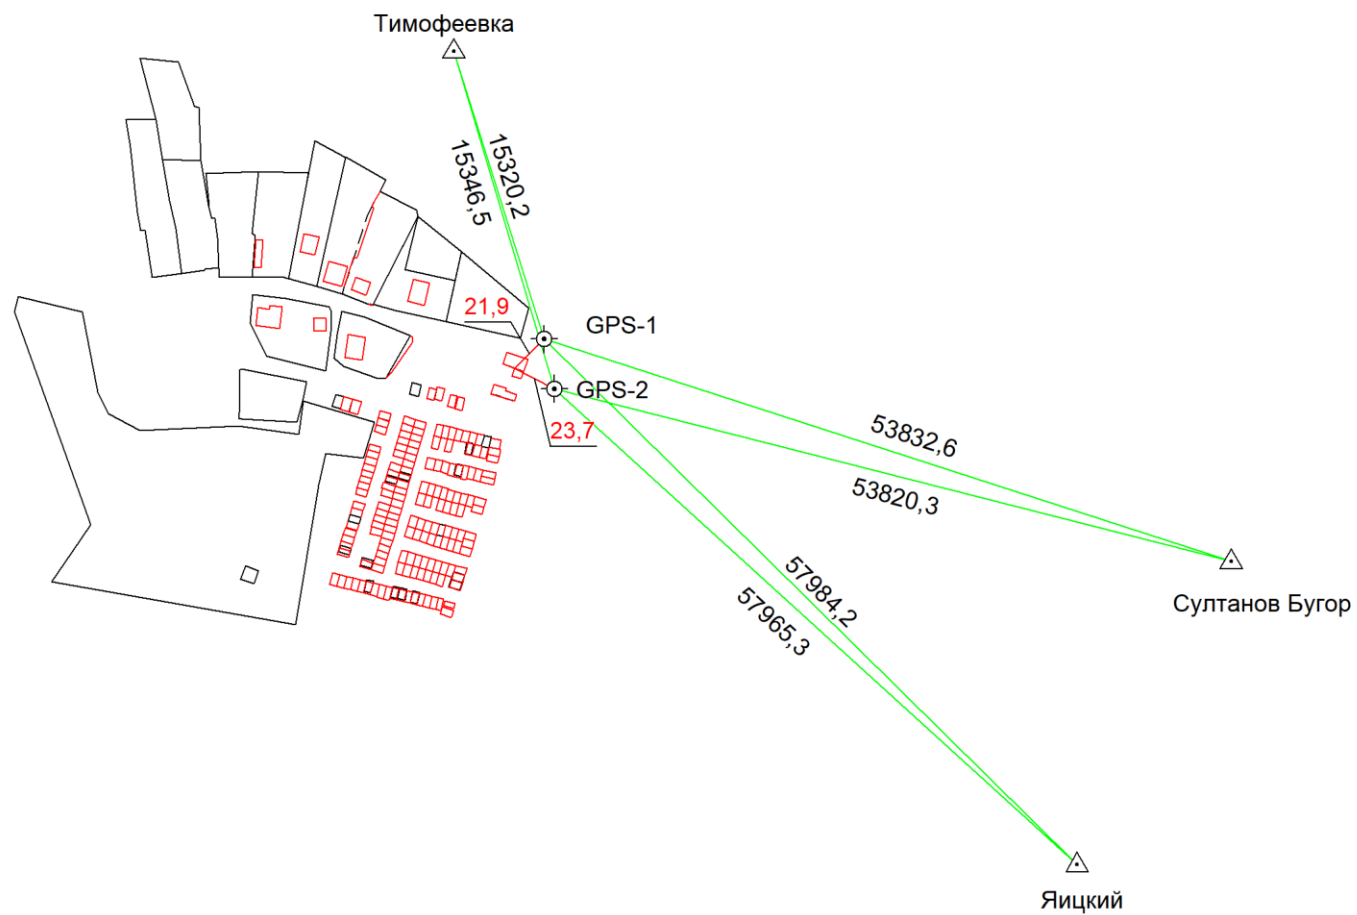 Тимофеевка
15320,2
15346,5
21,9
GPS-1
GPS-2
23,7
53832,6
53820,3
57984,2
57965,3
Султанов Бугор
Яицкий